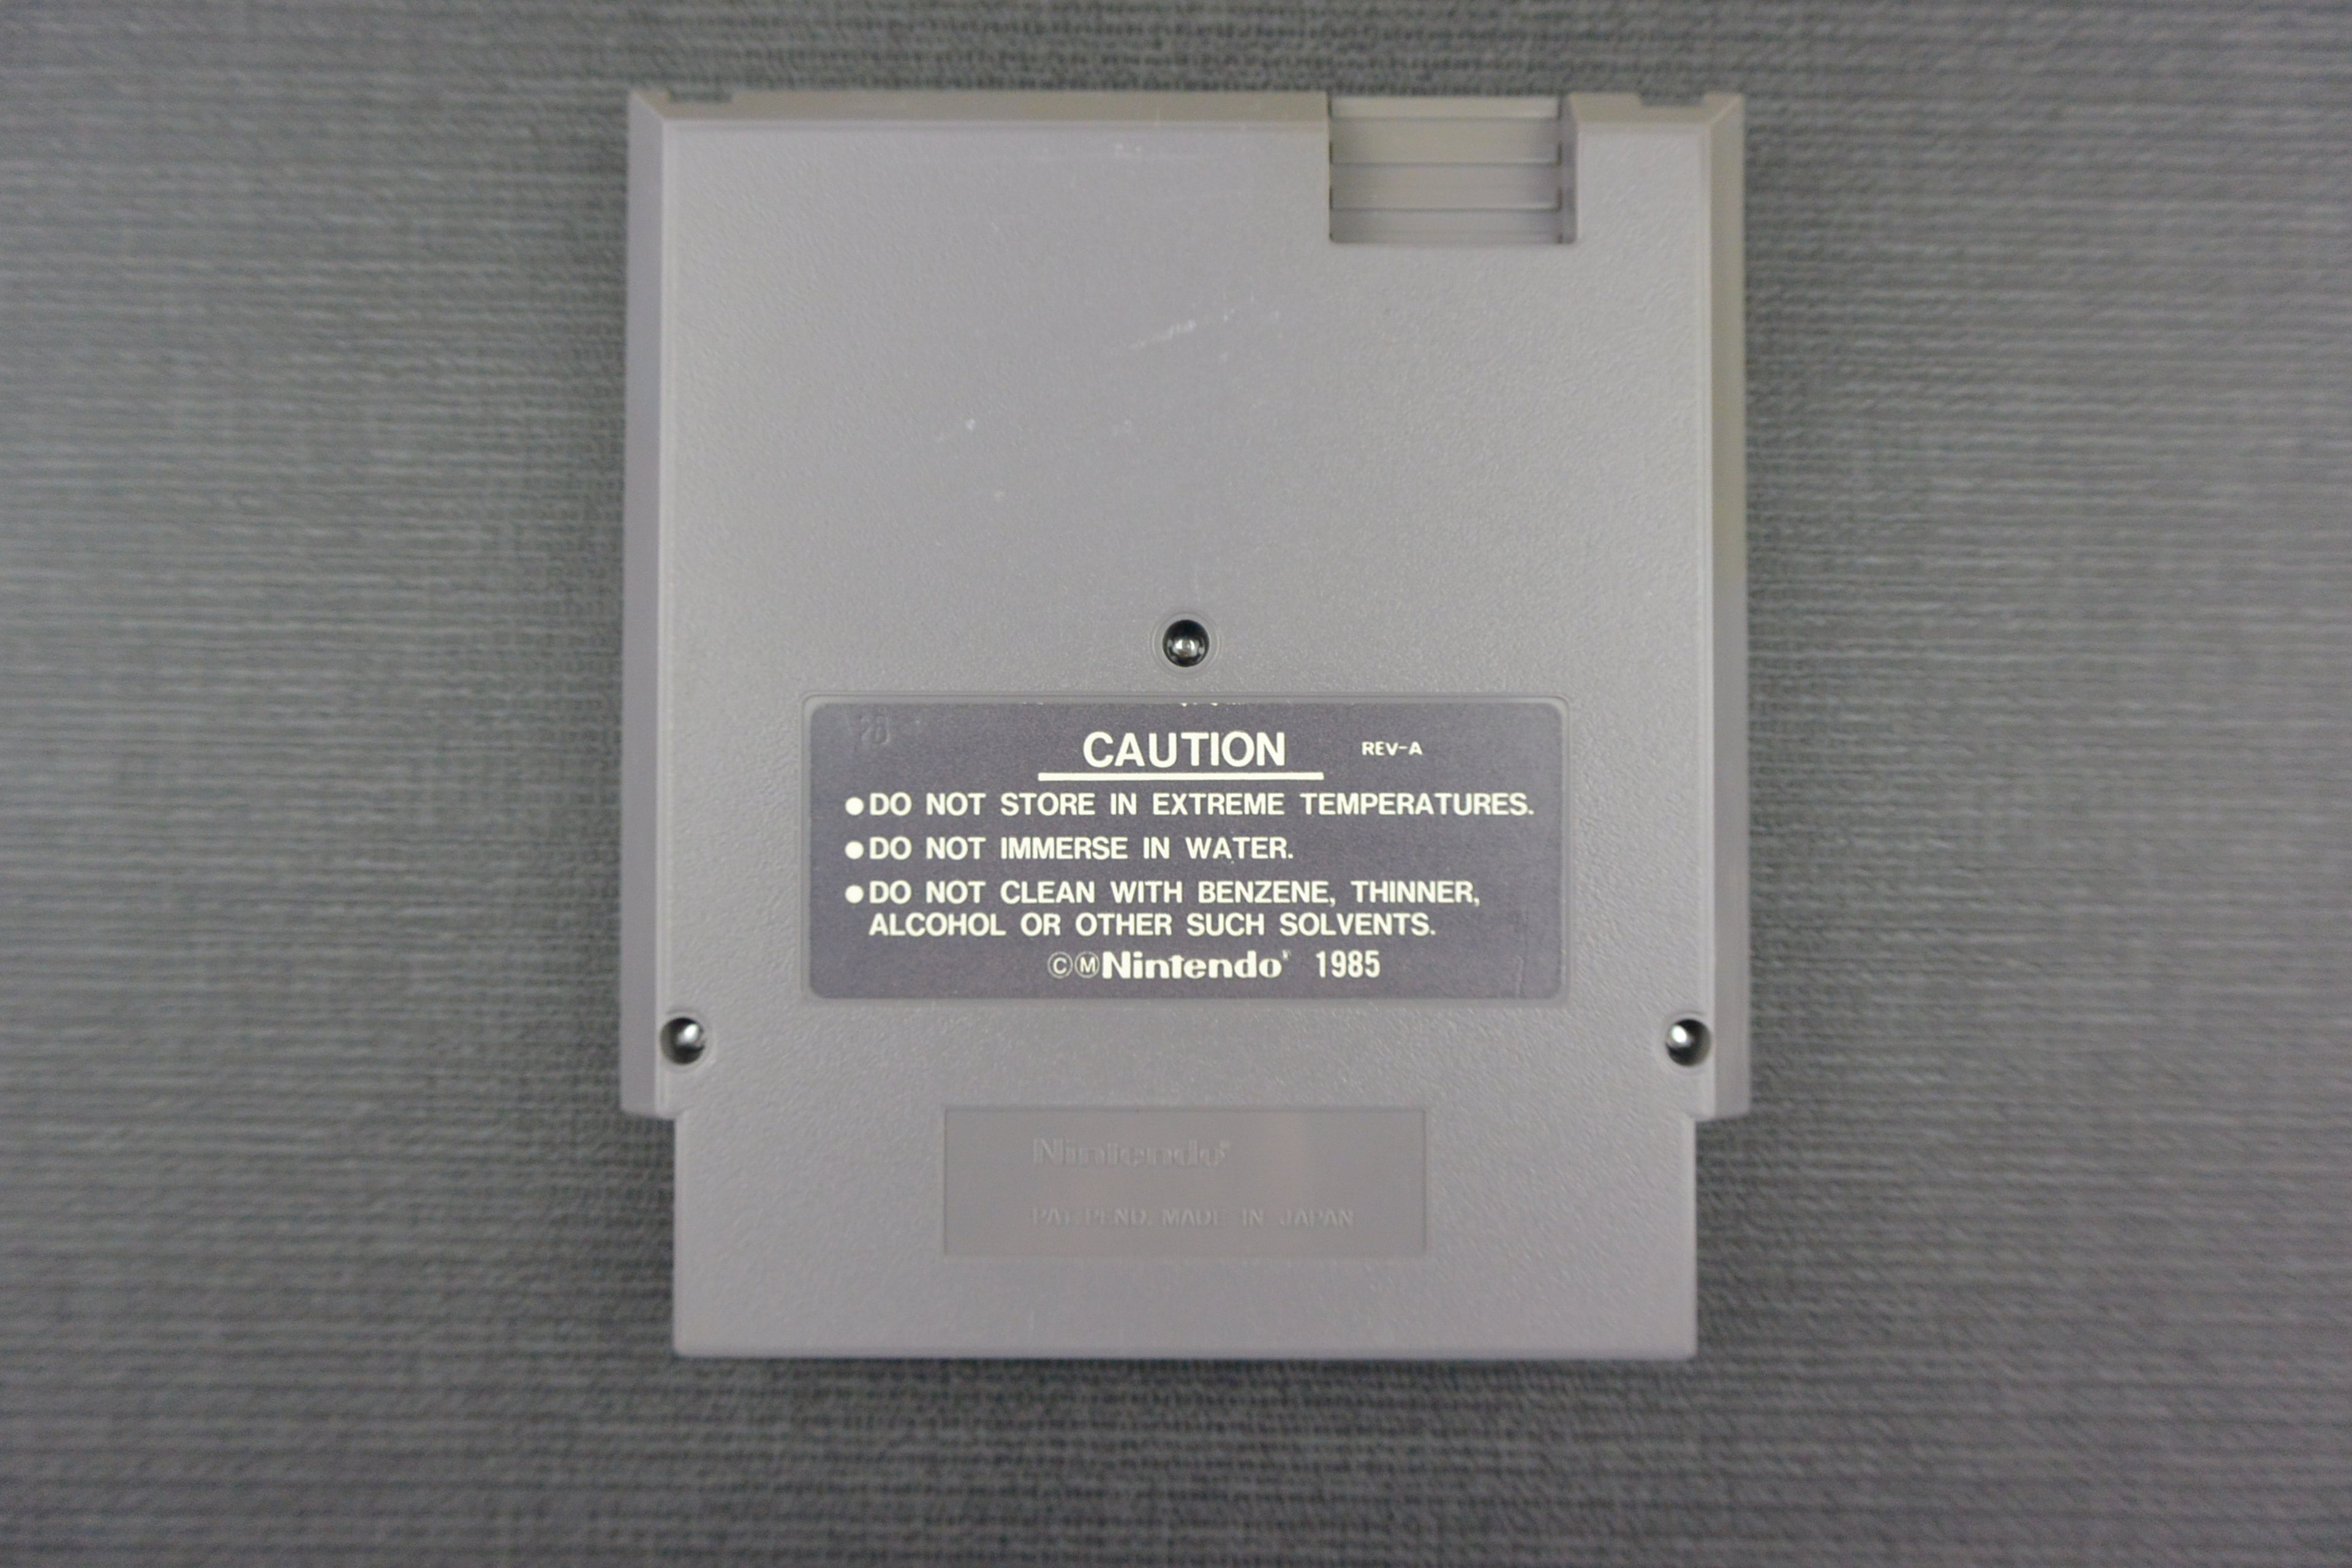 CAUTION REV-A
●DO NOT STORE IN EXTREME TEMPERATURES.
●DO NOT IMMERSE IN WATER.
●DO NOT CLEAN WITH BENZENE, THINNER,
ALCOHOL OR OTHER SUCH SOLVENTS.
©ⓂNintendo® 1985
Nintendo®
PAT. PEND. MADE IN JAPAN